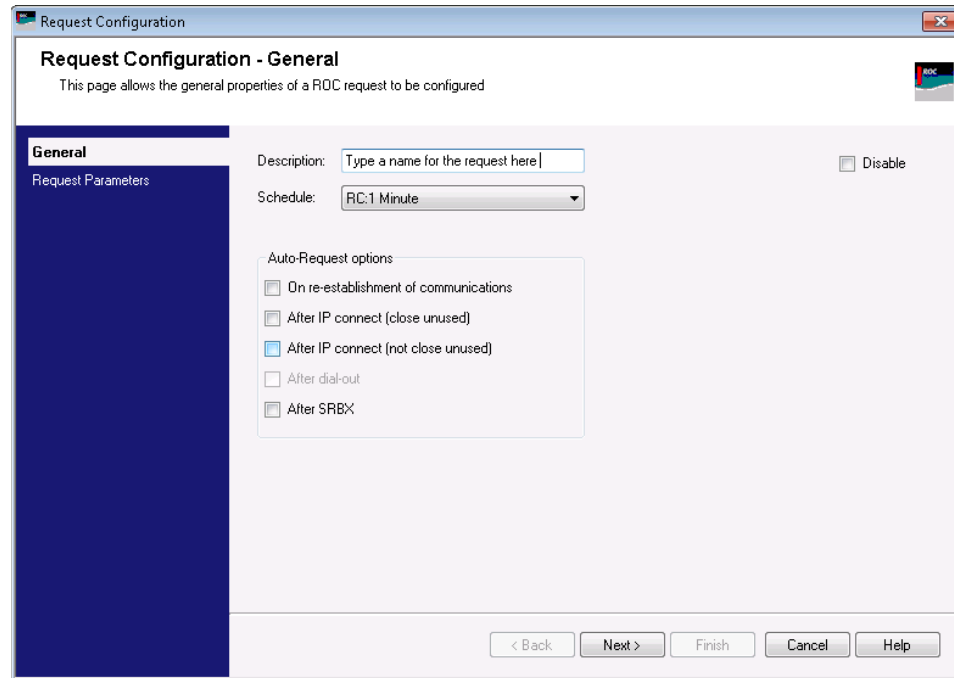 Request Configuration
Request Configuration - General
This page allows the general properties of a ROC request to be configured
ROC
General
Request Parameters
Description: Type a name for the request here
Disable
Schedule: RC:1 Minute
Auto-Request options
On re-establishment of communications
After IP connect (close unused)
After IP connect (not close unused)
After dial-out
After SRBX
< Back Next > Finish Cancel Help